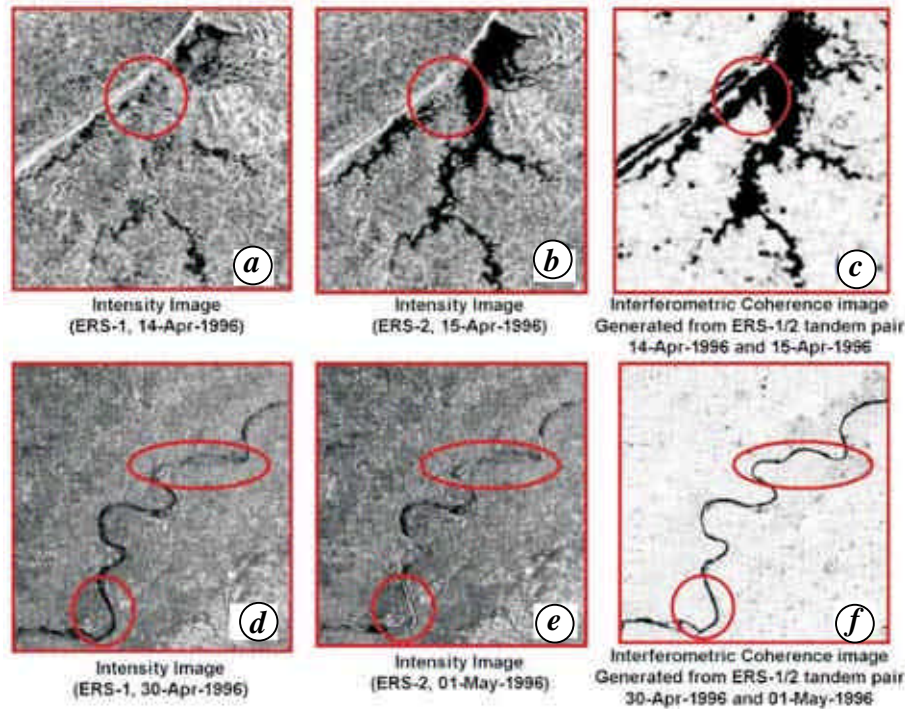 a
b
c
Intensity Image
(ERS-1, 14-Apr-1996)
Intensity Image
(ERS-2, 15-Apr-1996)
Interferometric Coherence image
Generated from ERS-1/2 tandem pair
14-Apr-1996 and 15-Apr-1996
d
e
f
Intensity Image
(ERS-1, 30-Apr-1996)
Intensity Image
(ERS-2, 01-May-1996)
Interferometric Coherence image
Generated from ERS-1/2 tandem pair
30-Apr-1996 and 01-May-1996